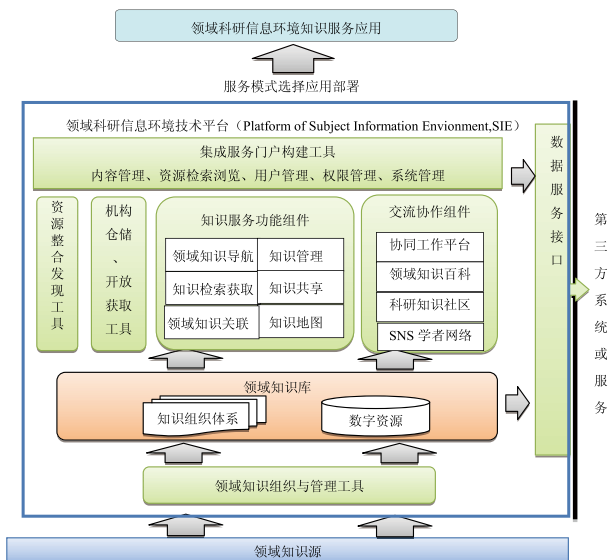 领域科研信息环境知识服务应用
服务模式选择应用部署
领域科研信息环境技术平台（Platform of Subject Information Envionment,SIE）
集成服务门户构建工具
内容管理、资源检索浏览、用户管理、权限管理、系统管理
数据服务接口
第三方系统或服务
资源整合发现工具
机构
仓储
、
开放
获取
工具
知识服务功能组件
领域知识导航
知识管理
知识检索获取
知识共享
领域知识关联
知识地图
交流协作组件
协同工作平台
领域知识百科
科研知识社区
SNS 学者网络
领域知识库
知识组织体系
数字资源
领域知识组织与管理工具
领域知识源